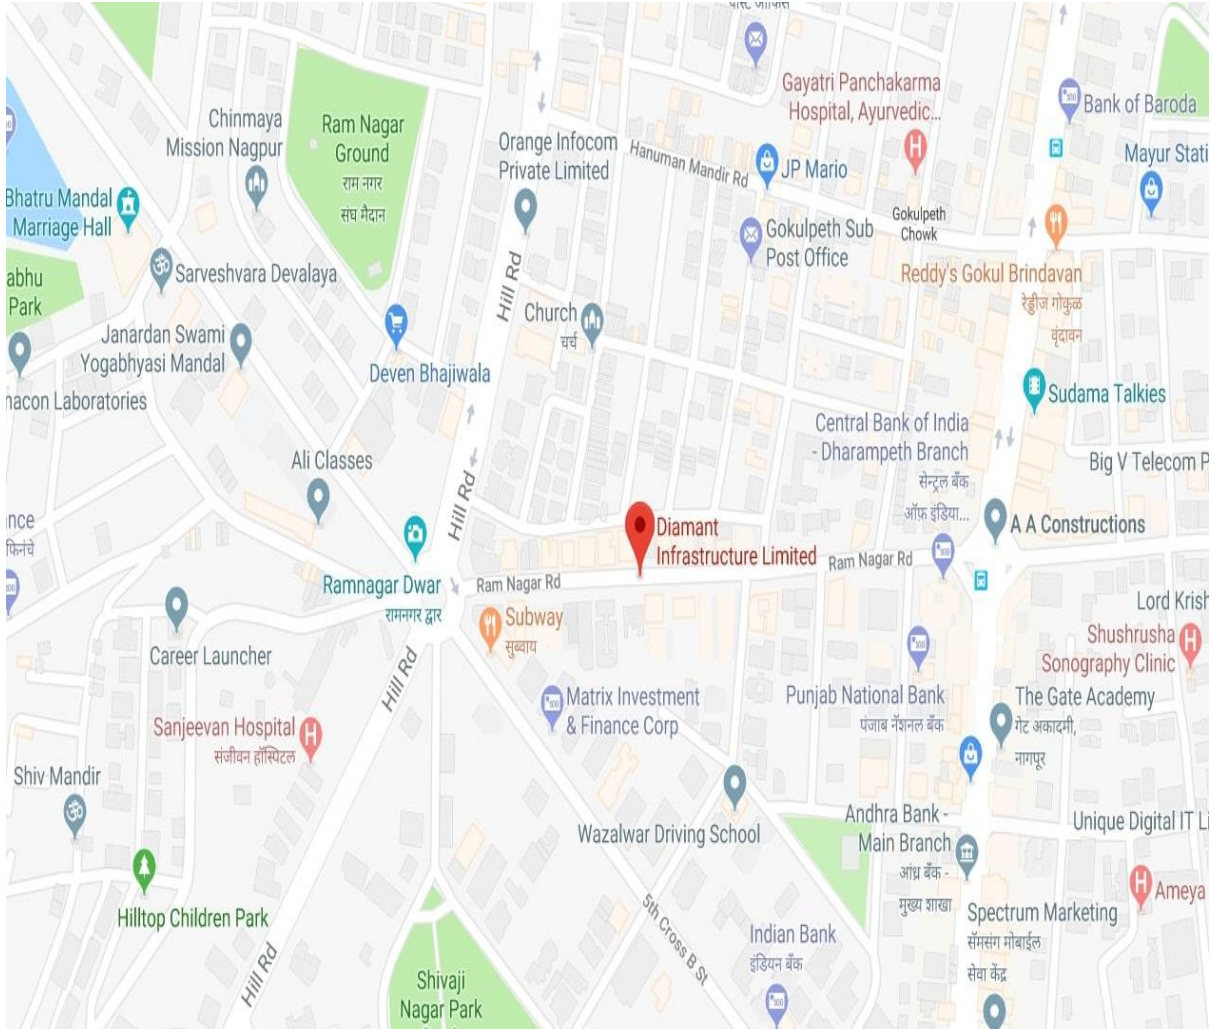 पोस्ट ऑफिस
Gayatri Panchakarma
Hospital, Ayurvedic...
Bank of Baroda
Chinmaya
Mission Nagpur
Ram Nagar
Ground
राम नगर
संघ मैदान
Orange Infocom
Private Limited
Hanuman Mandir Rd
JP Mario
Mayur Stati
Bhatru Mandal
Marriage Hall
Gokulpeth
Chowk
Gokulpeth Sub
Post Office
Sarveshvara Devalaya
Reddy's Gokul Brindavan
रेड्डीज गोकुळ
वृंदावन
abhu
Park
Hill Rd
Church
चर्च
Janardan Swami
Yogabhyasi Mandal
Deven Bhajiwala
nacon Laboratories
Sudama Talkies
Central Bank of India
- Dharampeth Branch
सेन्ट्रल बँक
ऑफ़ इंडिया...
Big V Telecom P
Ali Classes
Hill Rd
nce
फिनंचे
Diamant
Infrastructure Limited
A A Constructions
Ram Nagar Rd
Ram Nagar Rd
Ramnagar Dwar
रामनगर द्वार
Subway
सुब्वाय
Lord Krish
Shushrusha
Sonography Clinic
Career Launcher
Hill Rd
Matrix Investment
& Finance Corp
Punjab National Bank
पंजाब नॅशनल बँक
The Gate Academy
गेट अकादमी,
नागपूर
Sanjeevan Hospital
संजीवन हॉस्पिटल
Shiv Mandir
Wazalwar Driving School
Andhra Bank -
Main Branch
आंध्र बँक -
मुख्य शाखा
Unique Digital IT Li
Ameya
Hilltop Children Park
5th Cross B St
Indian Bank
इंडियन बँक
Spectrum Marketing
सॅमसंग मोबाईल
सेवा केंद्र
Hill Rd
Shivaji
Nagar Park